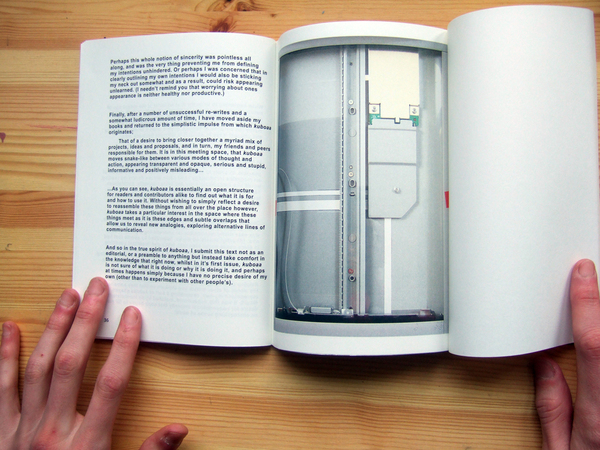 Perhaps this whole notion of sincerity was pointless all
along, and was the very thing preventing me from defining
my intentions unhindered. Or perhaps I was concerned that in
clearly outlining my own intentions I would also be sticking
my neck out somewhat and as a result, could risk appearing
unlearned. (I needn't remind you that worrying about ones
appearance is neither healthy nor productive.)
Finally, after a number of unsuccessful re-writes and a
somewhat ludicrous amount of time, I have moved aside my
books and returned to the simplistic impulse from which kuboaa
originates:
That of a desire to bring closer together a myriad mix of
projects, ideas and proposals, and in turn, my friends and peers
responsible for them. It is in this meeting space, that kuboaa
moves snake-like between various modes of thought and
action, appearing transparent and opaque, serious and stupid,
informative and positively misleading...
...As you can see, kuboaa is essentially an open structure
for readers and contributors alike to find out what it is for
and how to use it. Without wishing to simply reflect a desire
to reassemble these things from all over the place however,
kuboaa takes a particular interest in the space where these
things meet as it is these edges and subtle overlaps that
allow us to reveal new analogies, exploring alternative lines of
communication.
And so in the true spirit of kuboaa, I submit this text not as an
editorial, or a preamble to anything but instead take comfort in
the knowledge that right now, whilst in it's first issue, kuboaa
is not sure of what it is doing or why it is doing it, and perhaps
at times happens simply because I have no precise desire of my
own (other than to experiment with other people's).